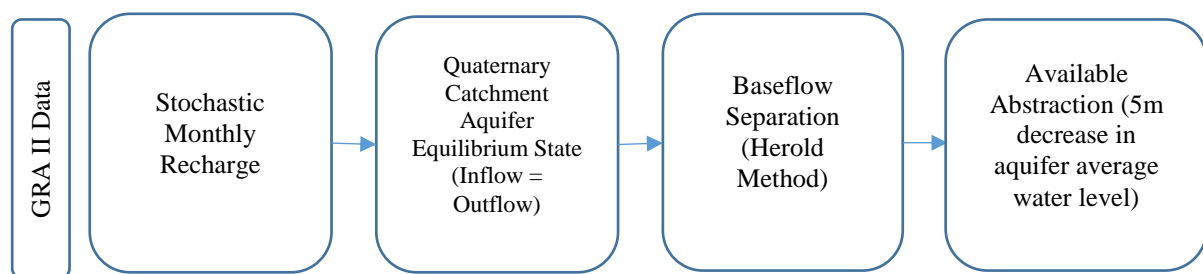 GRA II Data
Stochastic
Monthly
Recharge
Quaternary
Catchment
Aquifer
Equilibrium State
(Inflow =
Outflow)
Baseflow
Separation
(Herold
Method)
Available
Abstraction (5m
decrease in
aquifer average
water level)